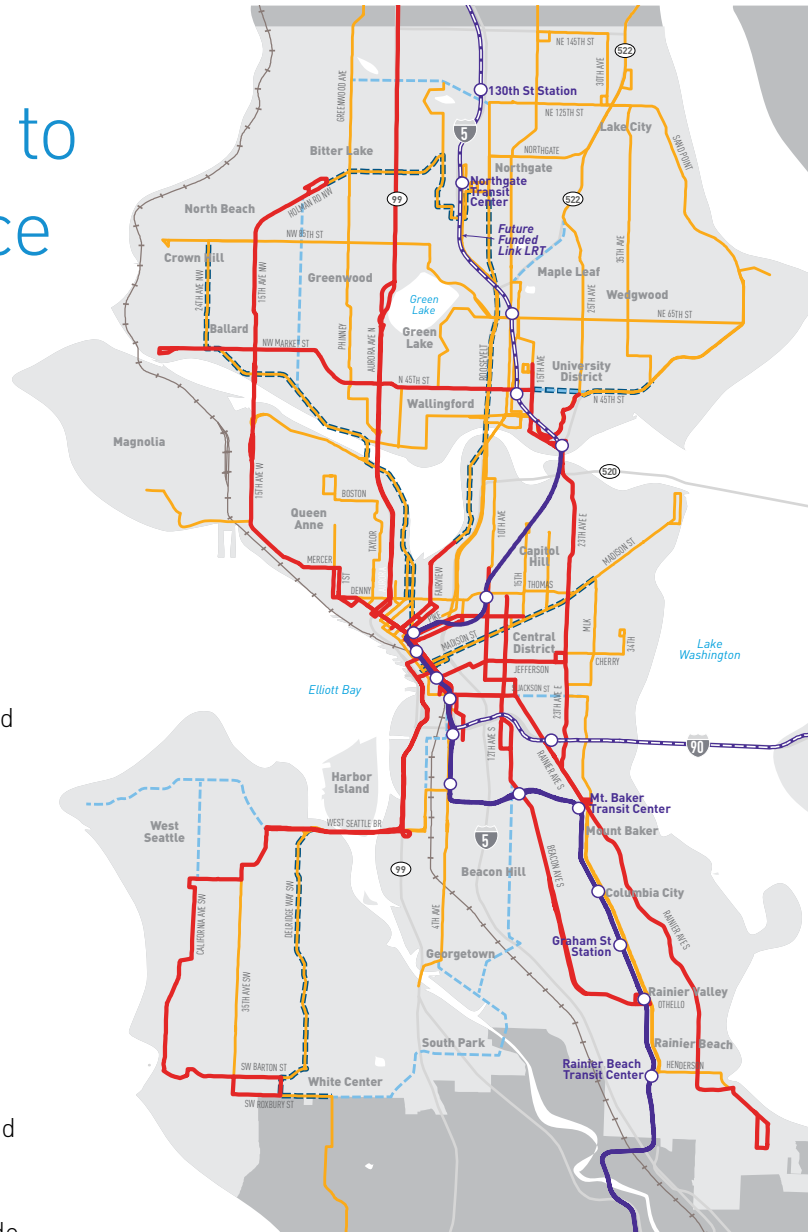 to
ce
d
d
de
NE 145TH ST
522
30TH AVE
GREENWOOD AVE
130th St Station
5
NE 125TH ST
Lake City
SAND POINT
Bitter Lake
NORTHGATE
Northgate
Northgate
Transit
Center
99
522
HOLMAN RD NW
North Beach
Future
Funded
Link LRT
NW 85TH ST
35TH AVE
Crown Hill
24TH AVE NW
15TH AVE NW
Greenwood
Maple Leaf
25TH AVE
Wedgwood
Green
Lake
Ballard
PHINNEY
AURORA AVE N
Green
Lake
NE 65TH ST
NW MARKET ST
ROOSEVELT
15TH AVE
University
District
N 45TH ST
N 45TH ST
Wallingford
Magnolia
520
15TH AVE W
BOSTON
Queen
Anne
TAYLOR
10TH AVE
23RD AVE E
MADISON ST
Capitol
Hill
MERCER
1ST
DENNY
FAIRVIEW
15TH
THOMAS
PIKE
MLK
34TH
MADISON ST
Central
District
CHERRY
Lake
Washington
JEFFERSON
Elliott Bay
JACKSON ST
23RD AVE E
12TH AVE S
RAINIER AVE S
90
Harbor
Island
Mt. Baker
Transit Center
West
Seattle
WEST SEATTLE BR
5
Mount Baker
99
Beacon Hill
BEACON AVE S
Columbia City
CALIFORNIA AVE SW
DELRIDGE WAY SW
4TH AVE
RAINIER AVE S
Graham St
Station
Georgetown
35TH AVE SW
Rainier Valley
OTHELLO
South Park
Rainier Beach
SW BARTON ST
White Center
Rainier Beach
Transit Center
HENDERSON
SW ROXBURY ST